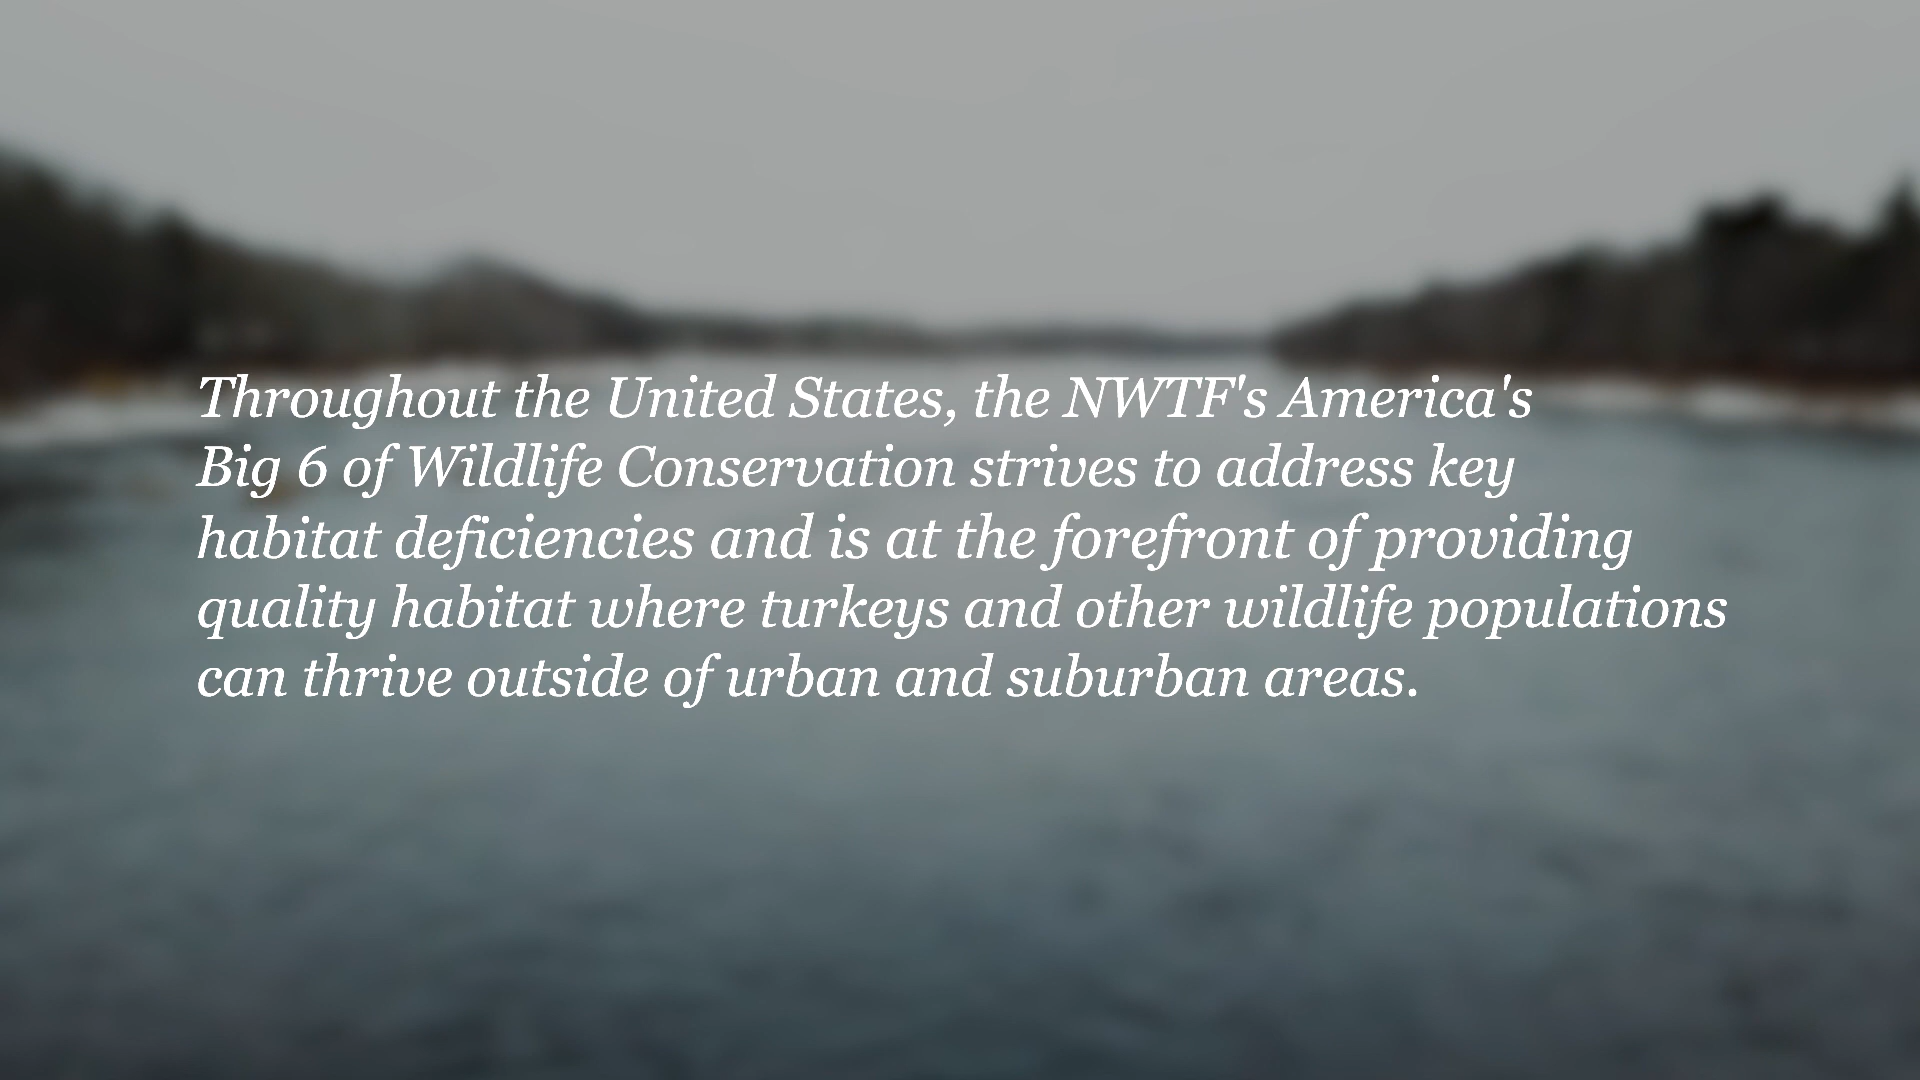 Throughout the United States, the NWTF's America's
Big 6 of Wildlife Conservation strives to address key
habitat deficiencies and is at the forefront of providing
quality habitat where turkeys and other wildlife populations
can thrive outside of urban and suburban areas.